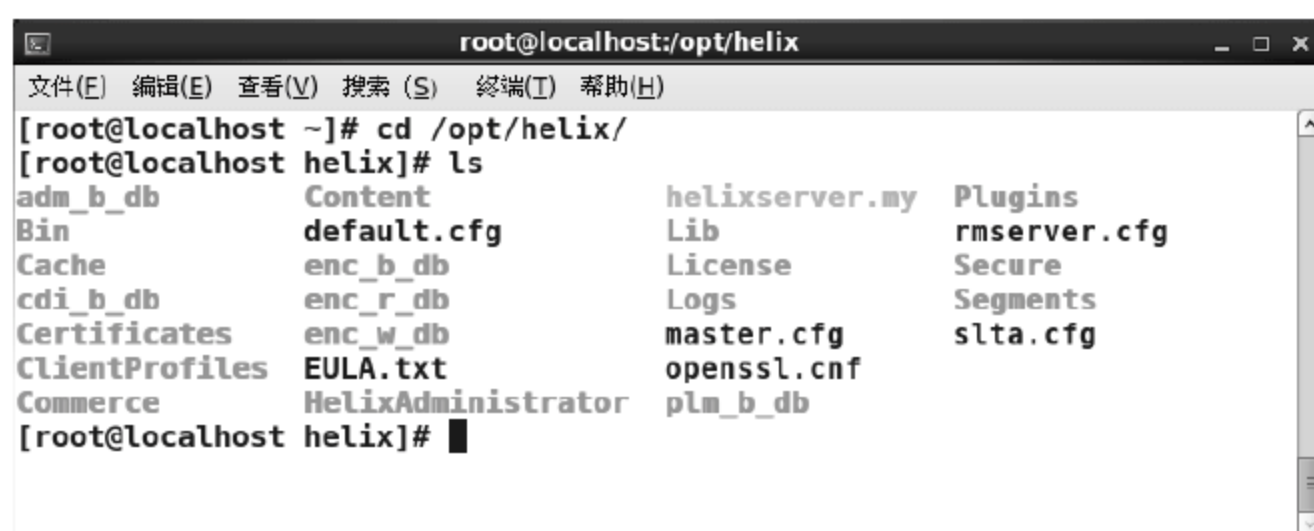 root@localhost:/opt/helix
文件(F) 编辑(E) 查看(V) 搜索 (S) 终端(T) 帮助(H)
[root@localhost ~]# cd /opt/helix/
[root@localhost helix]# ls
adm_b_db Content helixserver.my Plugins
Bin default.cfg Lib rmserver.cfg
Cache enc_b_db License Secure
cdi_b_db enc_r_db Logs Segments
Certificates enc_w_db master.cfg slta.cfg
ClientProfiles EULA.txt openssl.cnf
Commerce HelixAdministrator plm_b_db
[root@localhost helix]#